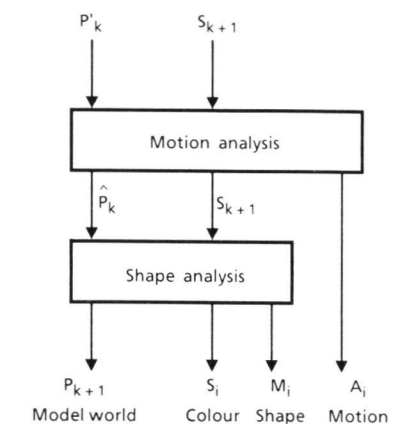 P'k Sk + 1
Motion analysis
P̂k Sk + 1
Shape analysis
Pk + 1 Si Mi Ai
Model world Colour Shape Motion